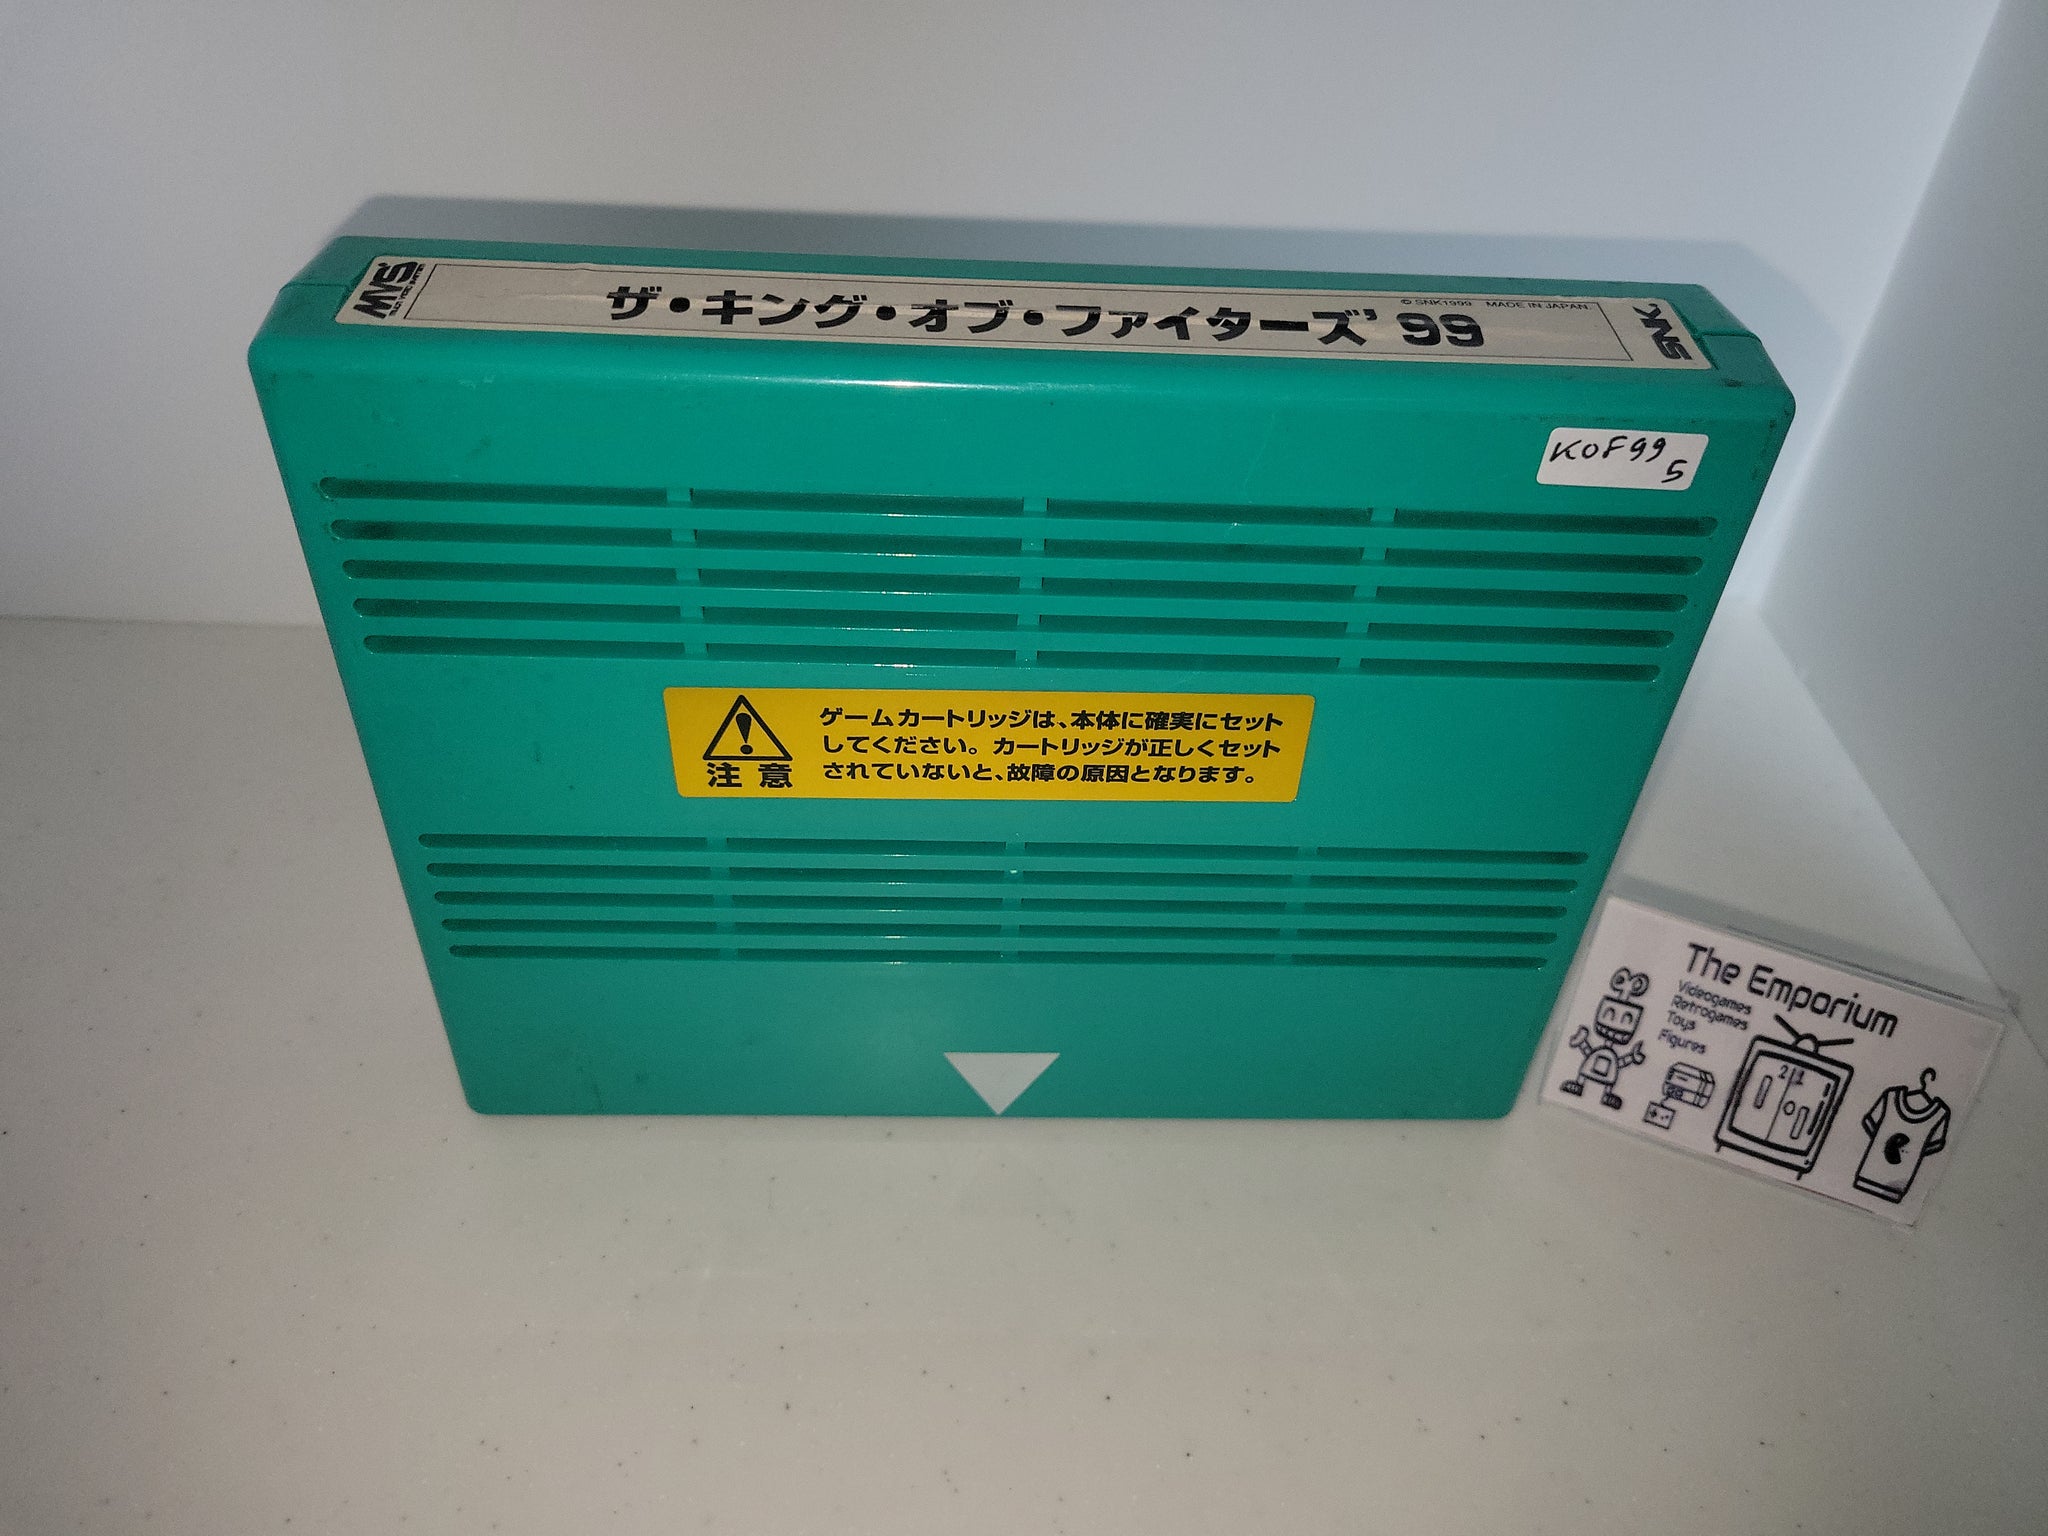 MVS
MULTI VIDEO SYSTEM
ザ・キング・オブ・ファイターズ’99
© SNK1999 MADE IN JAPAN.
SNK
KOF99
5
注意
ゲームカートリッジは、本体に確実にセット
してください。カートリッジが正しくセット
されていないと、故障の原因となります。
The Emporium
Videogames
Retrogames
Toys
Figures
21